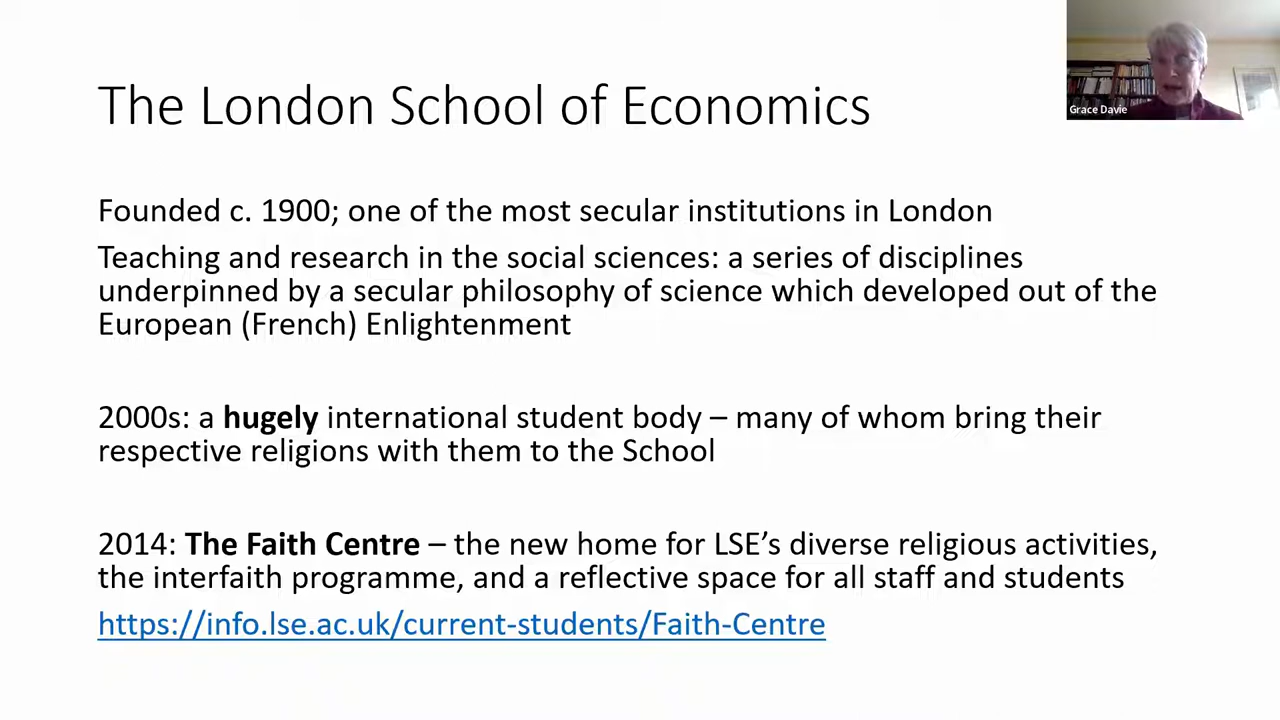 The London School of Economics
Grace Davie
Founded c. 1900; one of the most secular institutions in London
Teaching and research in the social sciences: a series of disciplines
underpinned by a secular philosophy of science which developed out of the
European (French) Enlightenment
2000s: a hugely international student body – many of whom bring their
respective religions with them to the School
2014: The Faith Centre – the new home for LSE’s diverse religious activities,
the interfaith programme, and a reflective space for all staff and students
https://info.lse.ac.uk/current-students/Faith-Centre